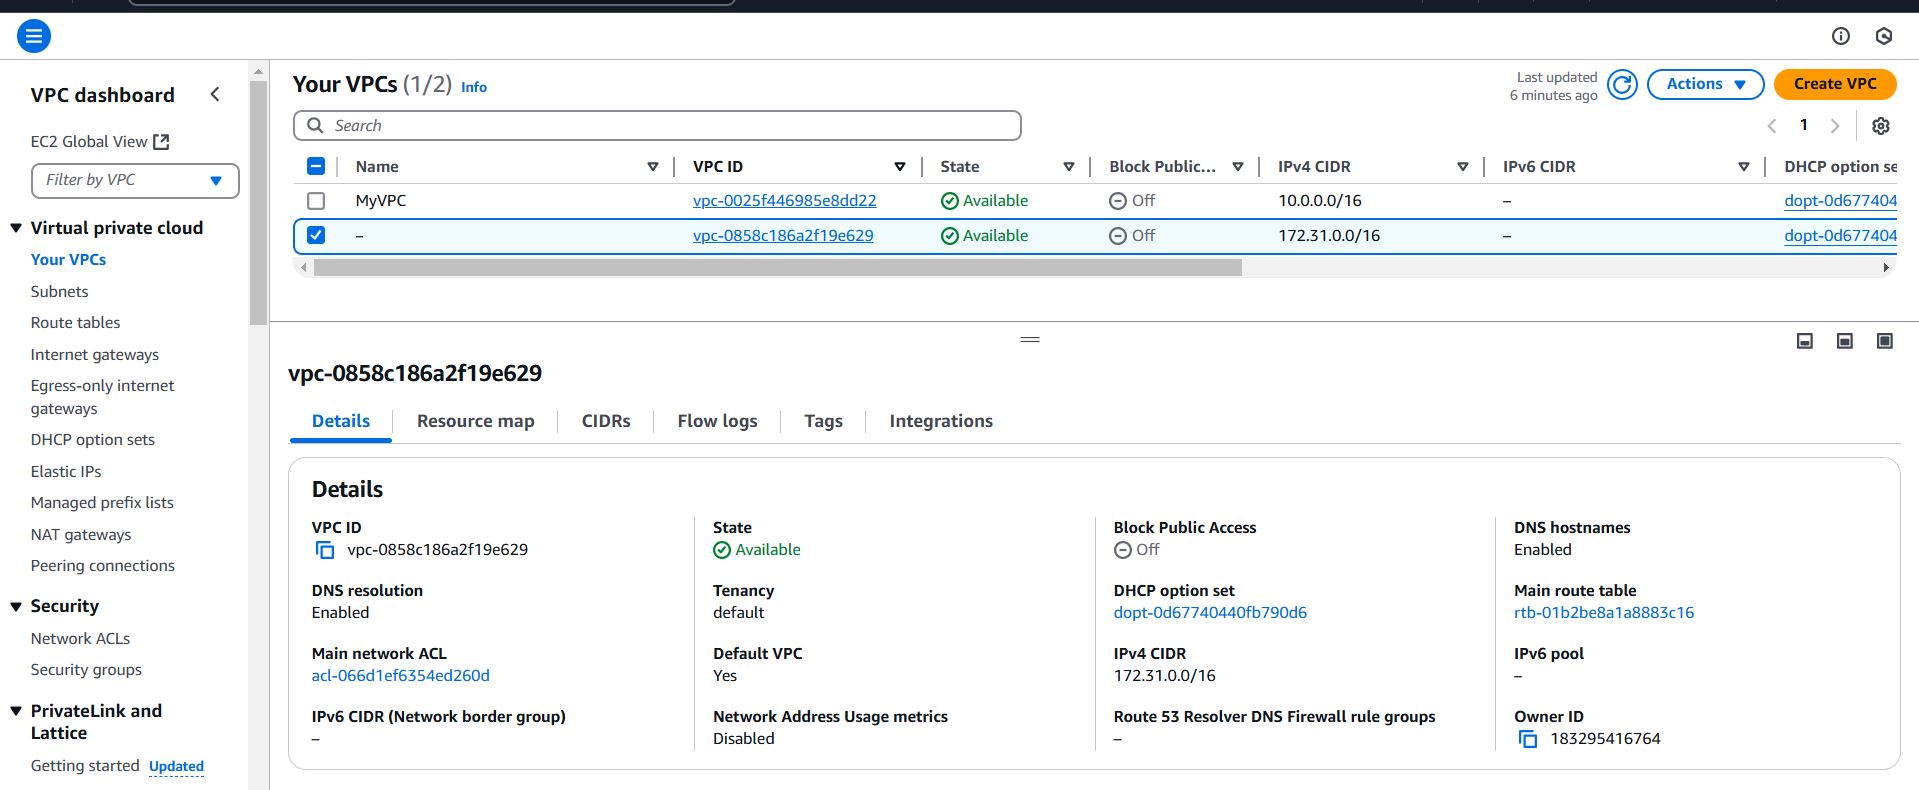 VPC dashboard
EC2 Global View
Filter by VPC
Virtual private cloud
Your VPCs
Subnets
Route tables
Internet gateways
Egress-only internet
gateways
DHCP option sets
Elastic IPs
Managed prefix lists
NAT gateways
Peering connections
Security
Network ACLs
Security groups
PrivateLink and
Lattice
Getting started Updated
Your VPCs (1/2) Info
Last updated
6 minutes ago
Actions
Create VPC
Search
1
Name VPC ID State Block Public... IPv4 CIDR IPv6 CIDR DHCP option se
MyVPC vpc-0025f446985e8dd22 Available Off 10.0.0.0/16 – dopt-0d677404
– vpc-0858c186a2f19e629 Available Off 172.31.0.0/16 – dopt-0d677404
vpc-0858c186a2f19e629
Details Resource map CIDRs Flow logs Tags Integrations
Details
VPC ID State Block Public Access DNS hostnames
vpc-0858c186a2f19e629 Available Off Enabled
DNS resolution Tenancy DHCP option set Main route table
Enabled default dopt-0d67740440fb790d6 rtb-01b2be8a1a8883c16
Main network ACL Default VPC IPv4 CIDR IPv6 pool
acl-066d1ef6354ed260d Yes 172.31.0.0/16 –
IPv6 CIDR (Network border group) Network Address Usage metrics Route 53 Resolver DNS Firewall rule groups Owner ID
– Disabled – 183295416764